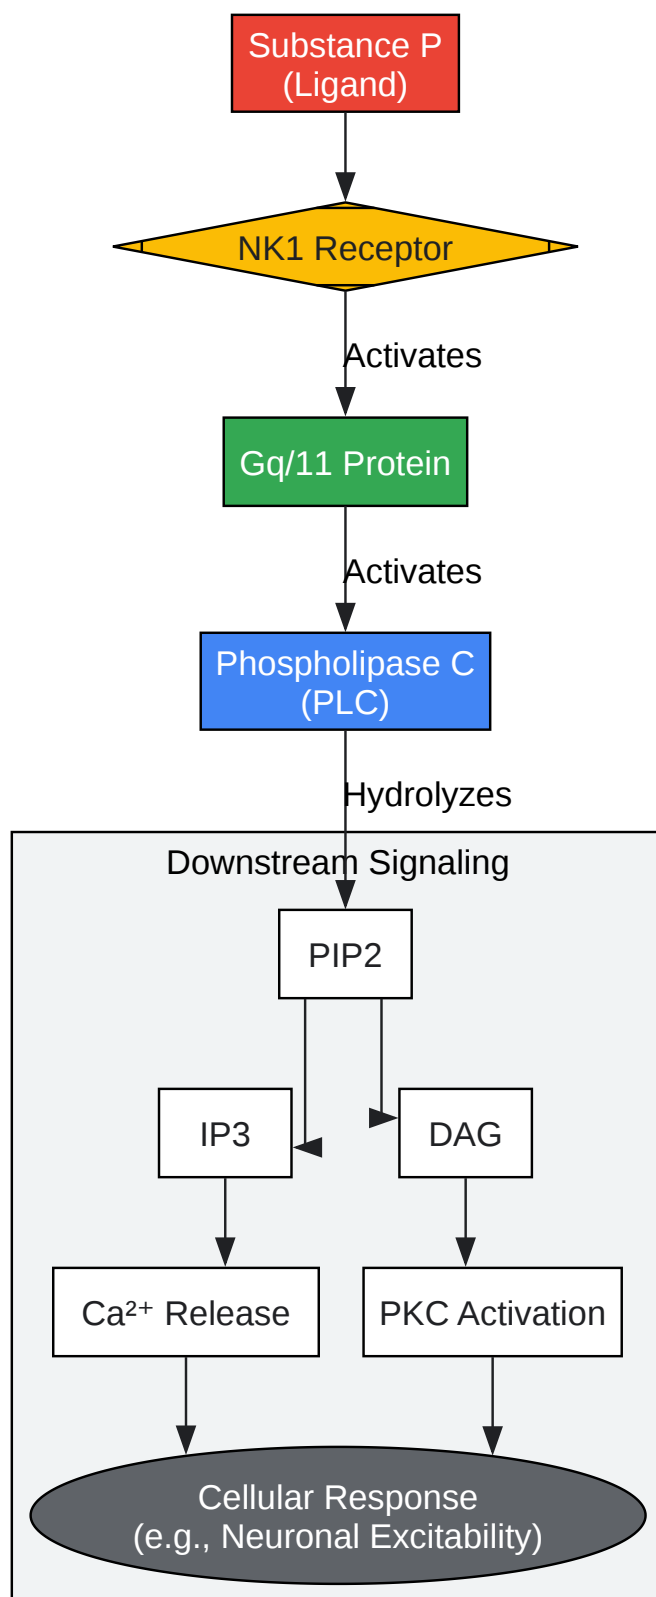 Substance P
(Ligand)
NK1 Receptor
Activates
Gq/11 Protein
Activates
Phospholipase C
(PLC)
Hydrolyzes
Downstream Signaling
PIP2
IP3
DAG
Ca²⁺ Release
PKC Activation
Cellular Response
(e.g., Neuronal Excitability)